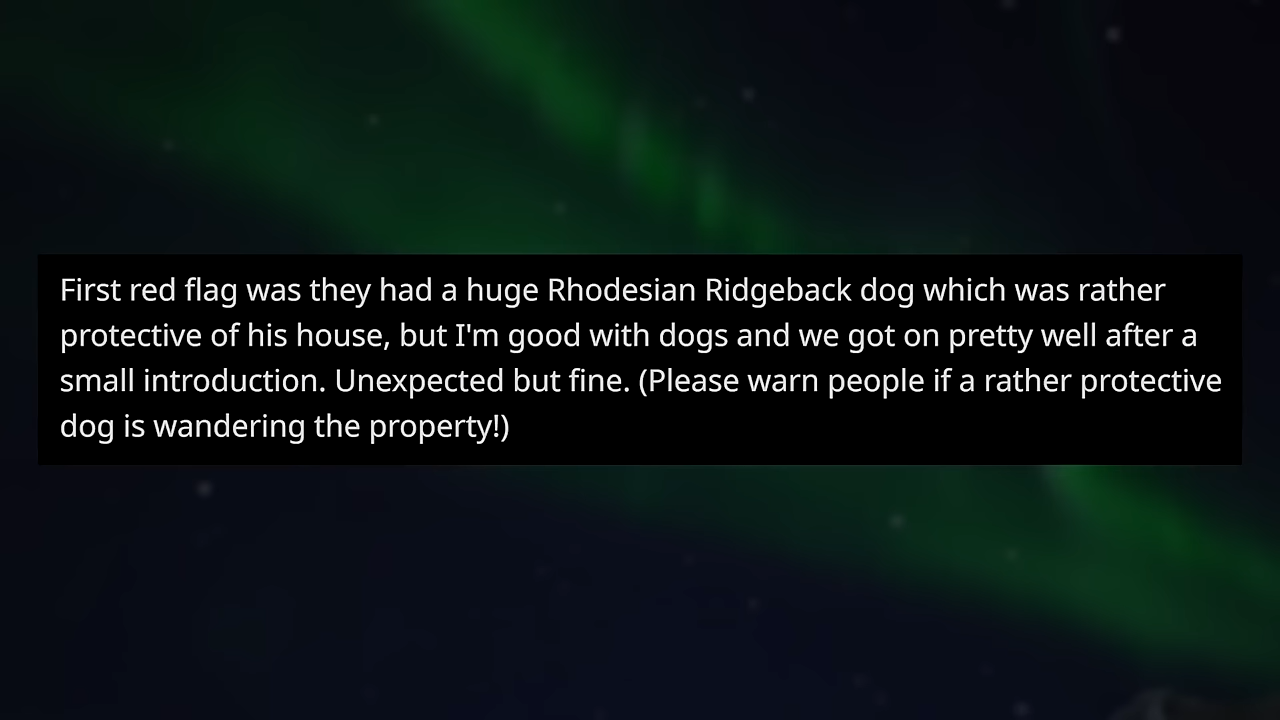 First red flag was they had a huge Rhodesian Ridgeback dog which was rather
protective of his house, but I'm good with dogs and we got on pretty well after a
small introduction. Unexpected but fine. (Please warn people if a rather protective
dog is wandering the property!)